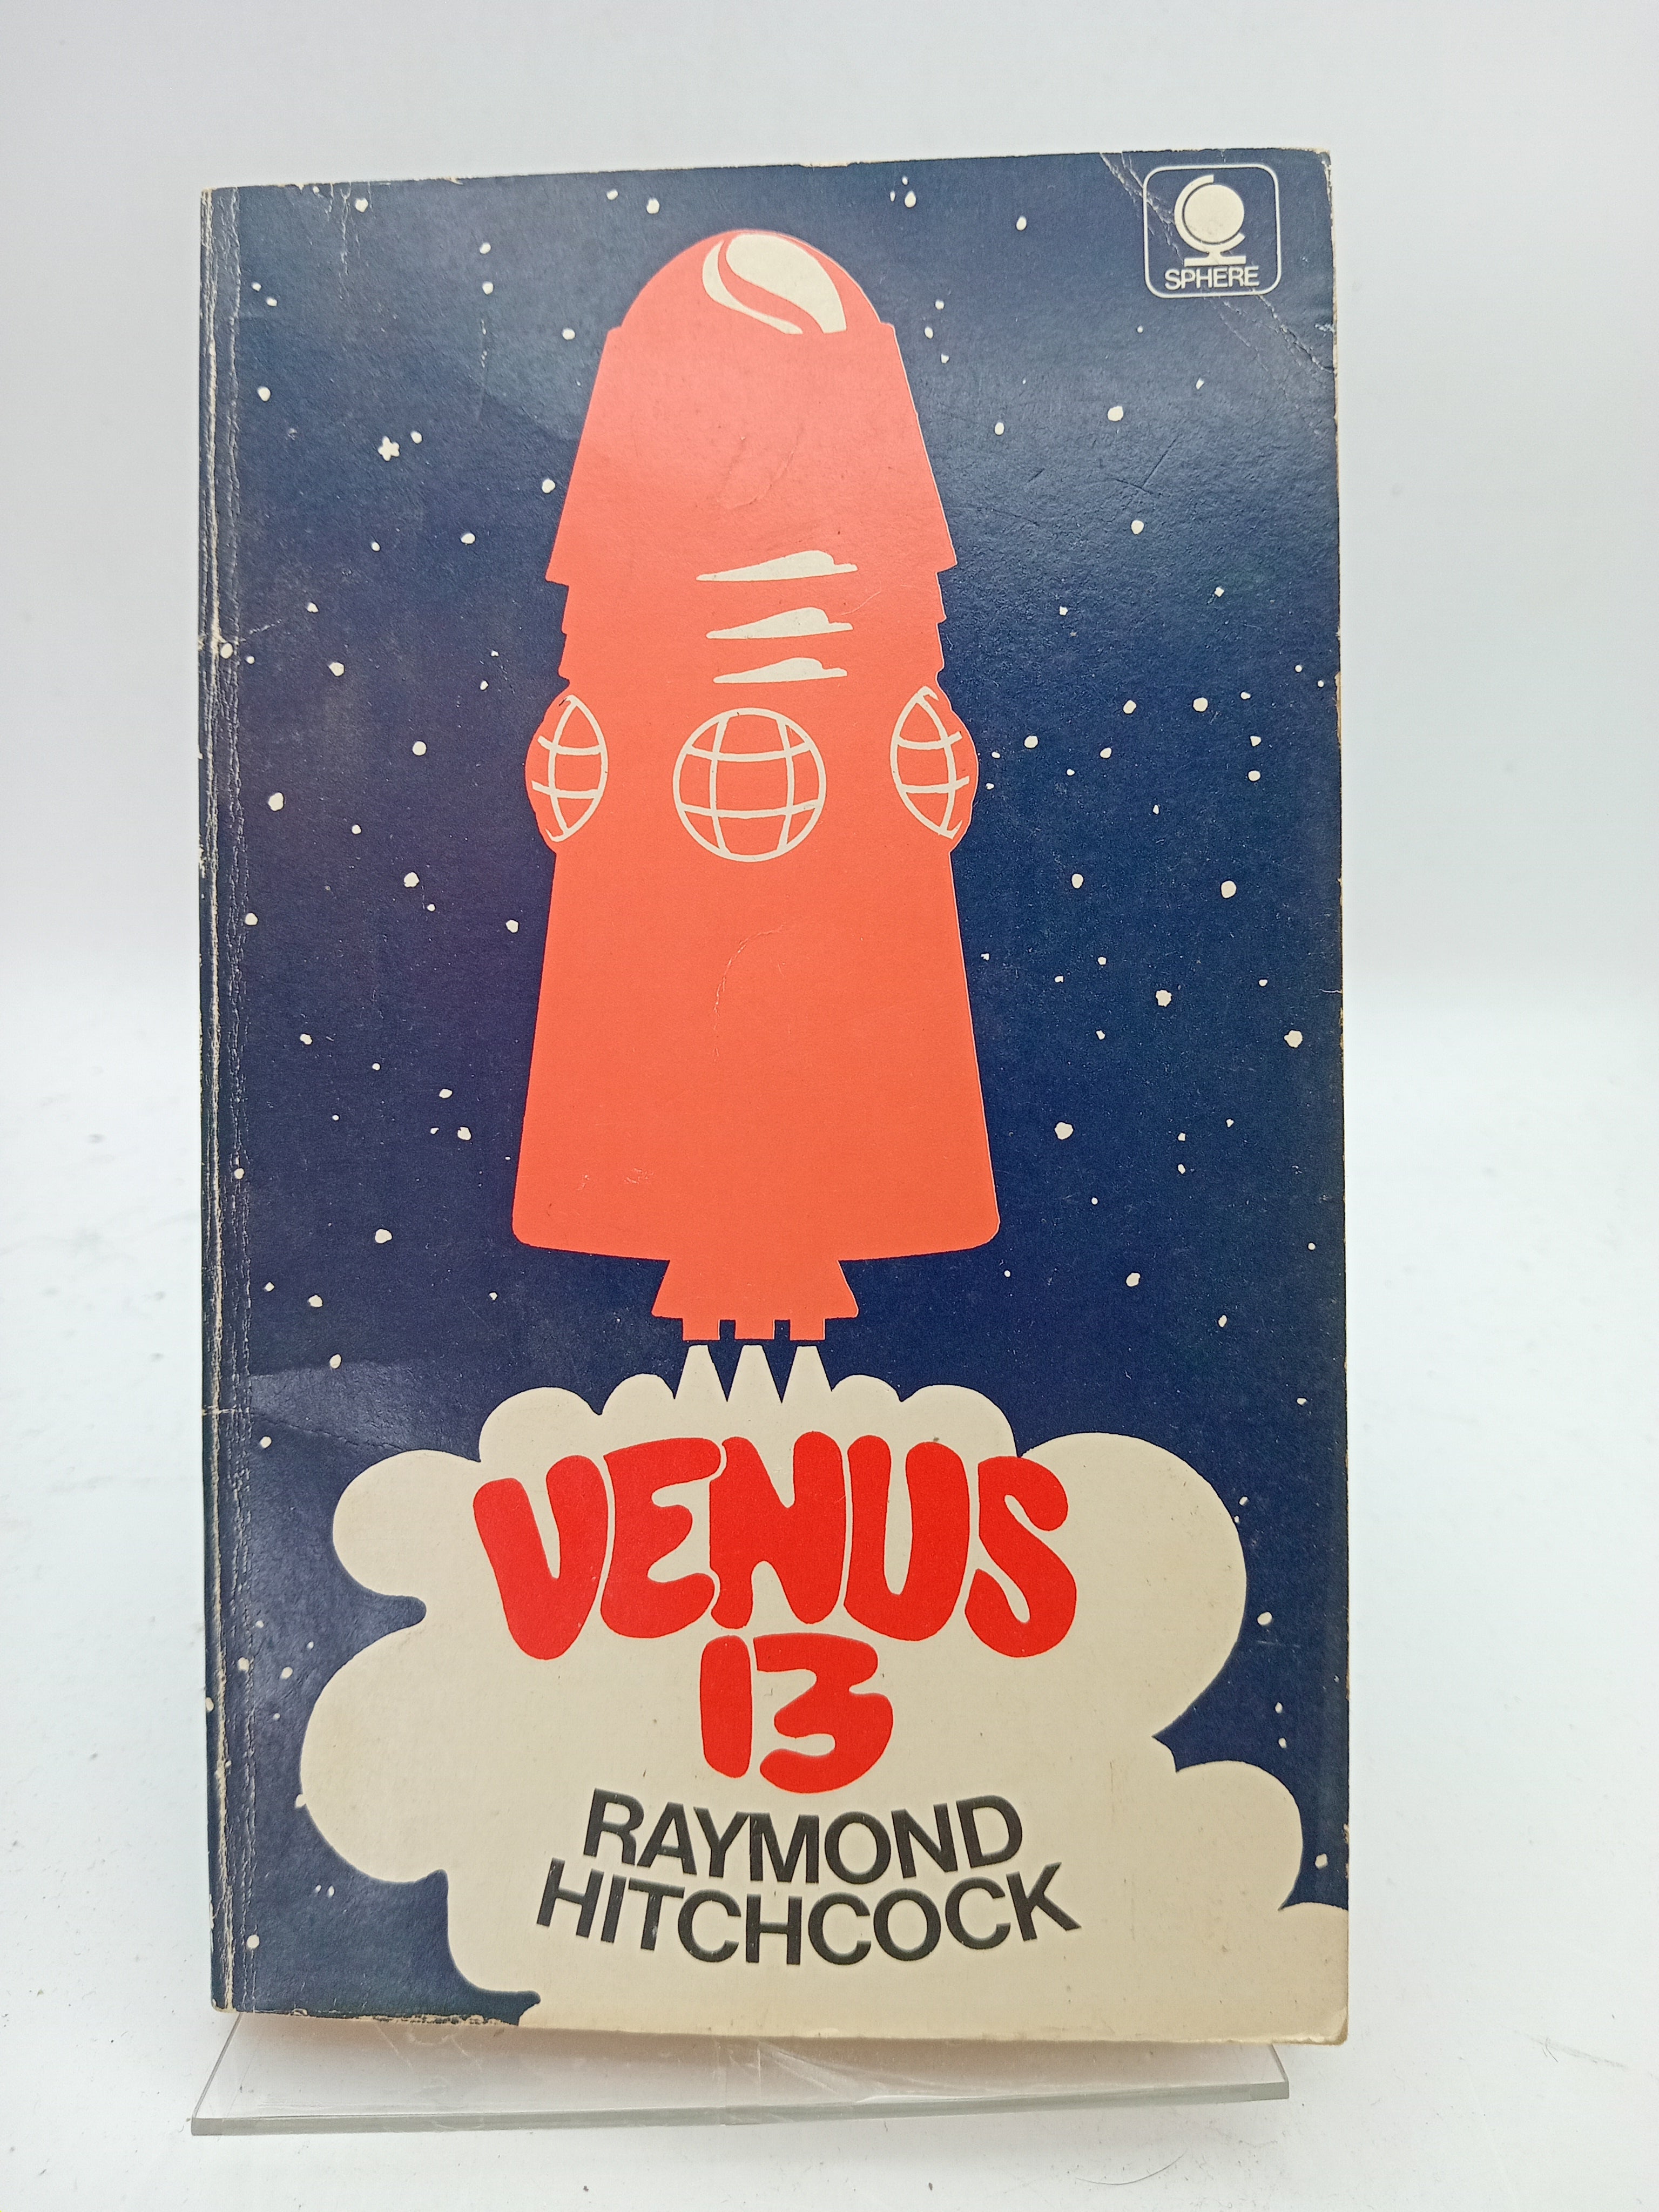 SPHERE
VENUS
13
RAYMOND
HITCHCOCK